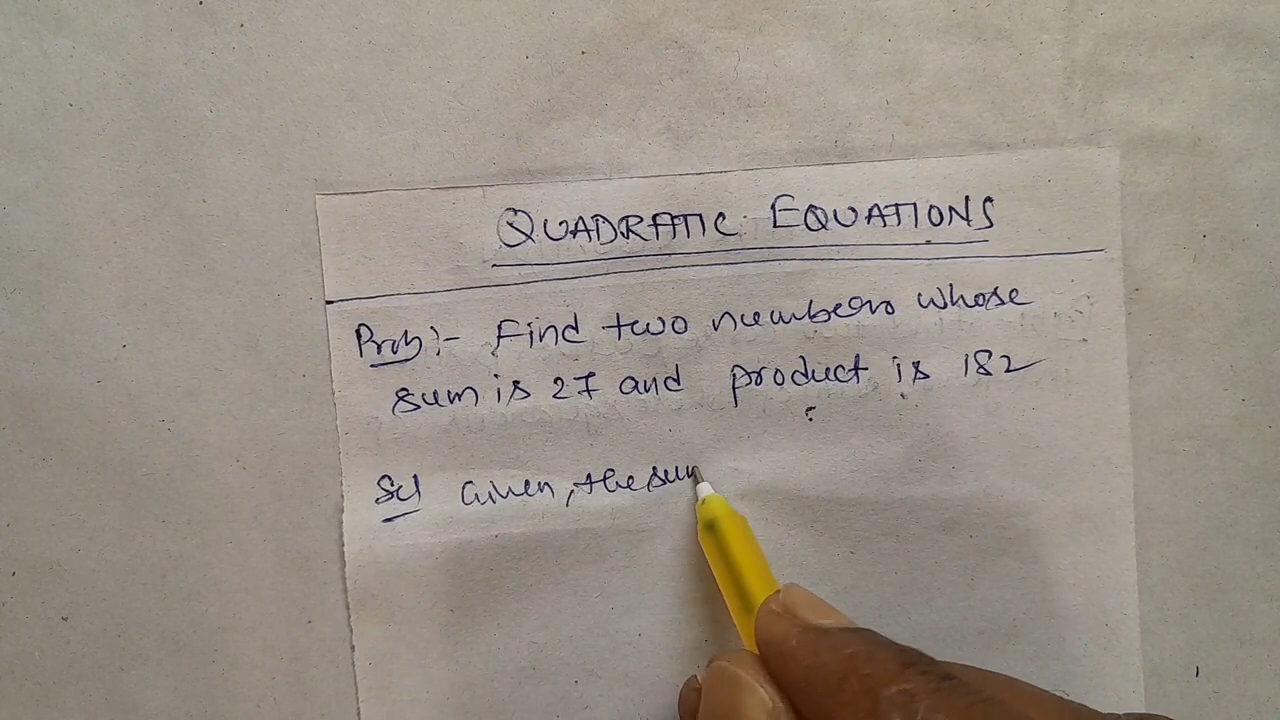 QUADRATIC EQUATIONS
Prob:- Find two numbers whose
sum is 27 and product is 182
Sol Given, the sum